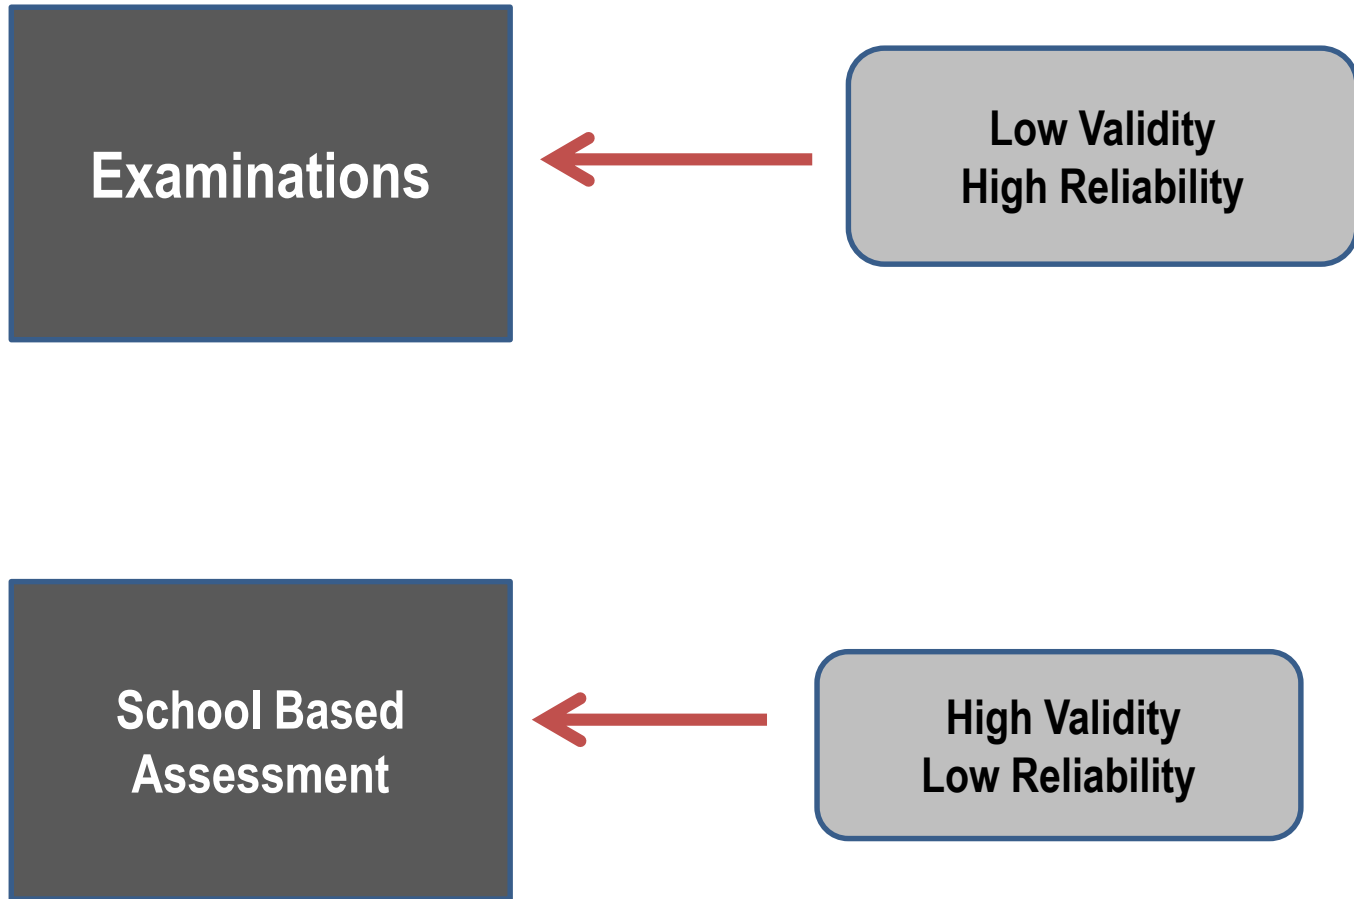 Examinations
Low Validity
High Reliability
School Based
Assessment
High Validity
Low Reliability